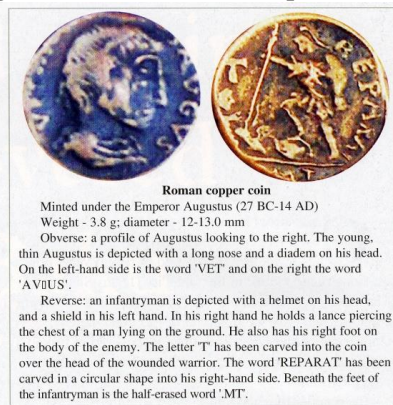 AVGVS
REPARA
Roman copper coin
Minted under the Emperor Augustus (27 BC-14 AD)
Weight - 3.8 g; diameter - 12-13.0 mm
Obverse: a profile of Augustus looking to the right. The young,
thin Augustus is depicted with a long nose and a diadem on his head.
On the left-hand side is the word 'VET' and on the right the word
'AV▯US'.
Reverse: an infantryman is depicted with a helmet on his head,
and a shield in his left hand. In his right hand he holds a lance piercing
the chest of a man lying on the ground. He also has his right foot on
the body of the enemy. The letter 'T' has been carved into the coin
over the head of the wounded warrior. The word 'REPARAT' has been
carved in a circular shape into his right-hand side. Beneath the feet of
the infantryman is the half-erased word '.MT'.